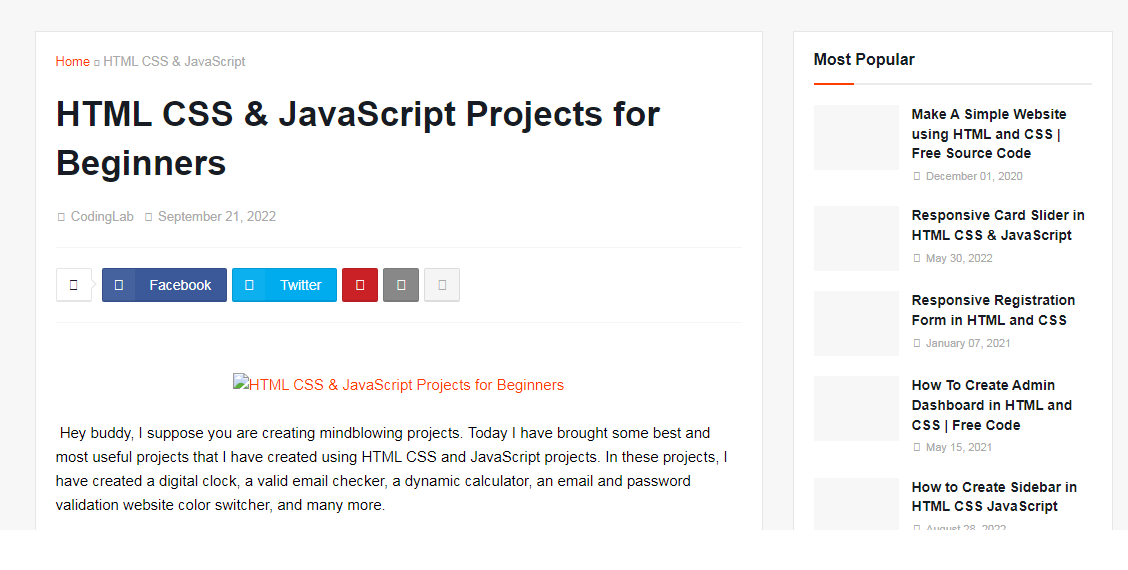 Home HTML CSS & JavaScript
HTML CSS & JavaScript Projects for
Beginners
CodingLab September 21, 2022
Facebook Twitter
HTML CSS & JavaScript Projects for Beginners
Hey buddy, I suppose you are creating mindblowing projects. Today I have brought some best and
most useful projects that I have created using HTML CSS and JavaScript projects. In these projects, I
have created a digital clock, a valid email checker, a dynamic calculator, an email and password
validation website color switcher, and many more.
Most Popular
Make A Simple Website
using HTML and CSS |
Free Source Code
December 01, 2020
Responsive Card Slider in
HTML CSS & JavaScript
May 30, 2022
Responsive Registration
Form in HTML and CSS
January 07, 2021
How To Create Admin
Dashboard in HTML and
CSS | Free Code
May 15, 2021
How to Create Sidebar in
HTML CSS JavaScript
August 28, 2022